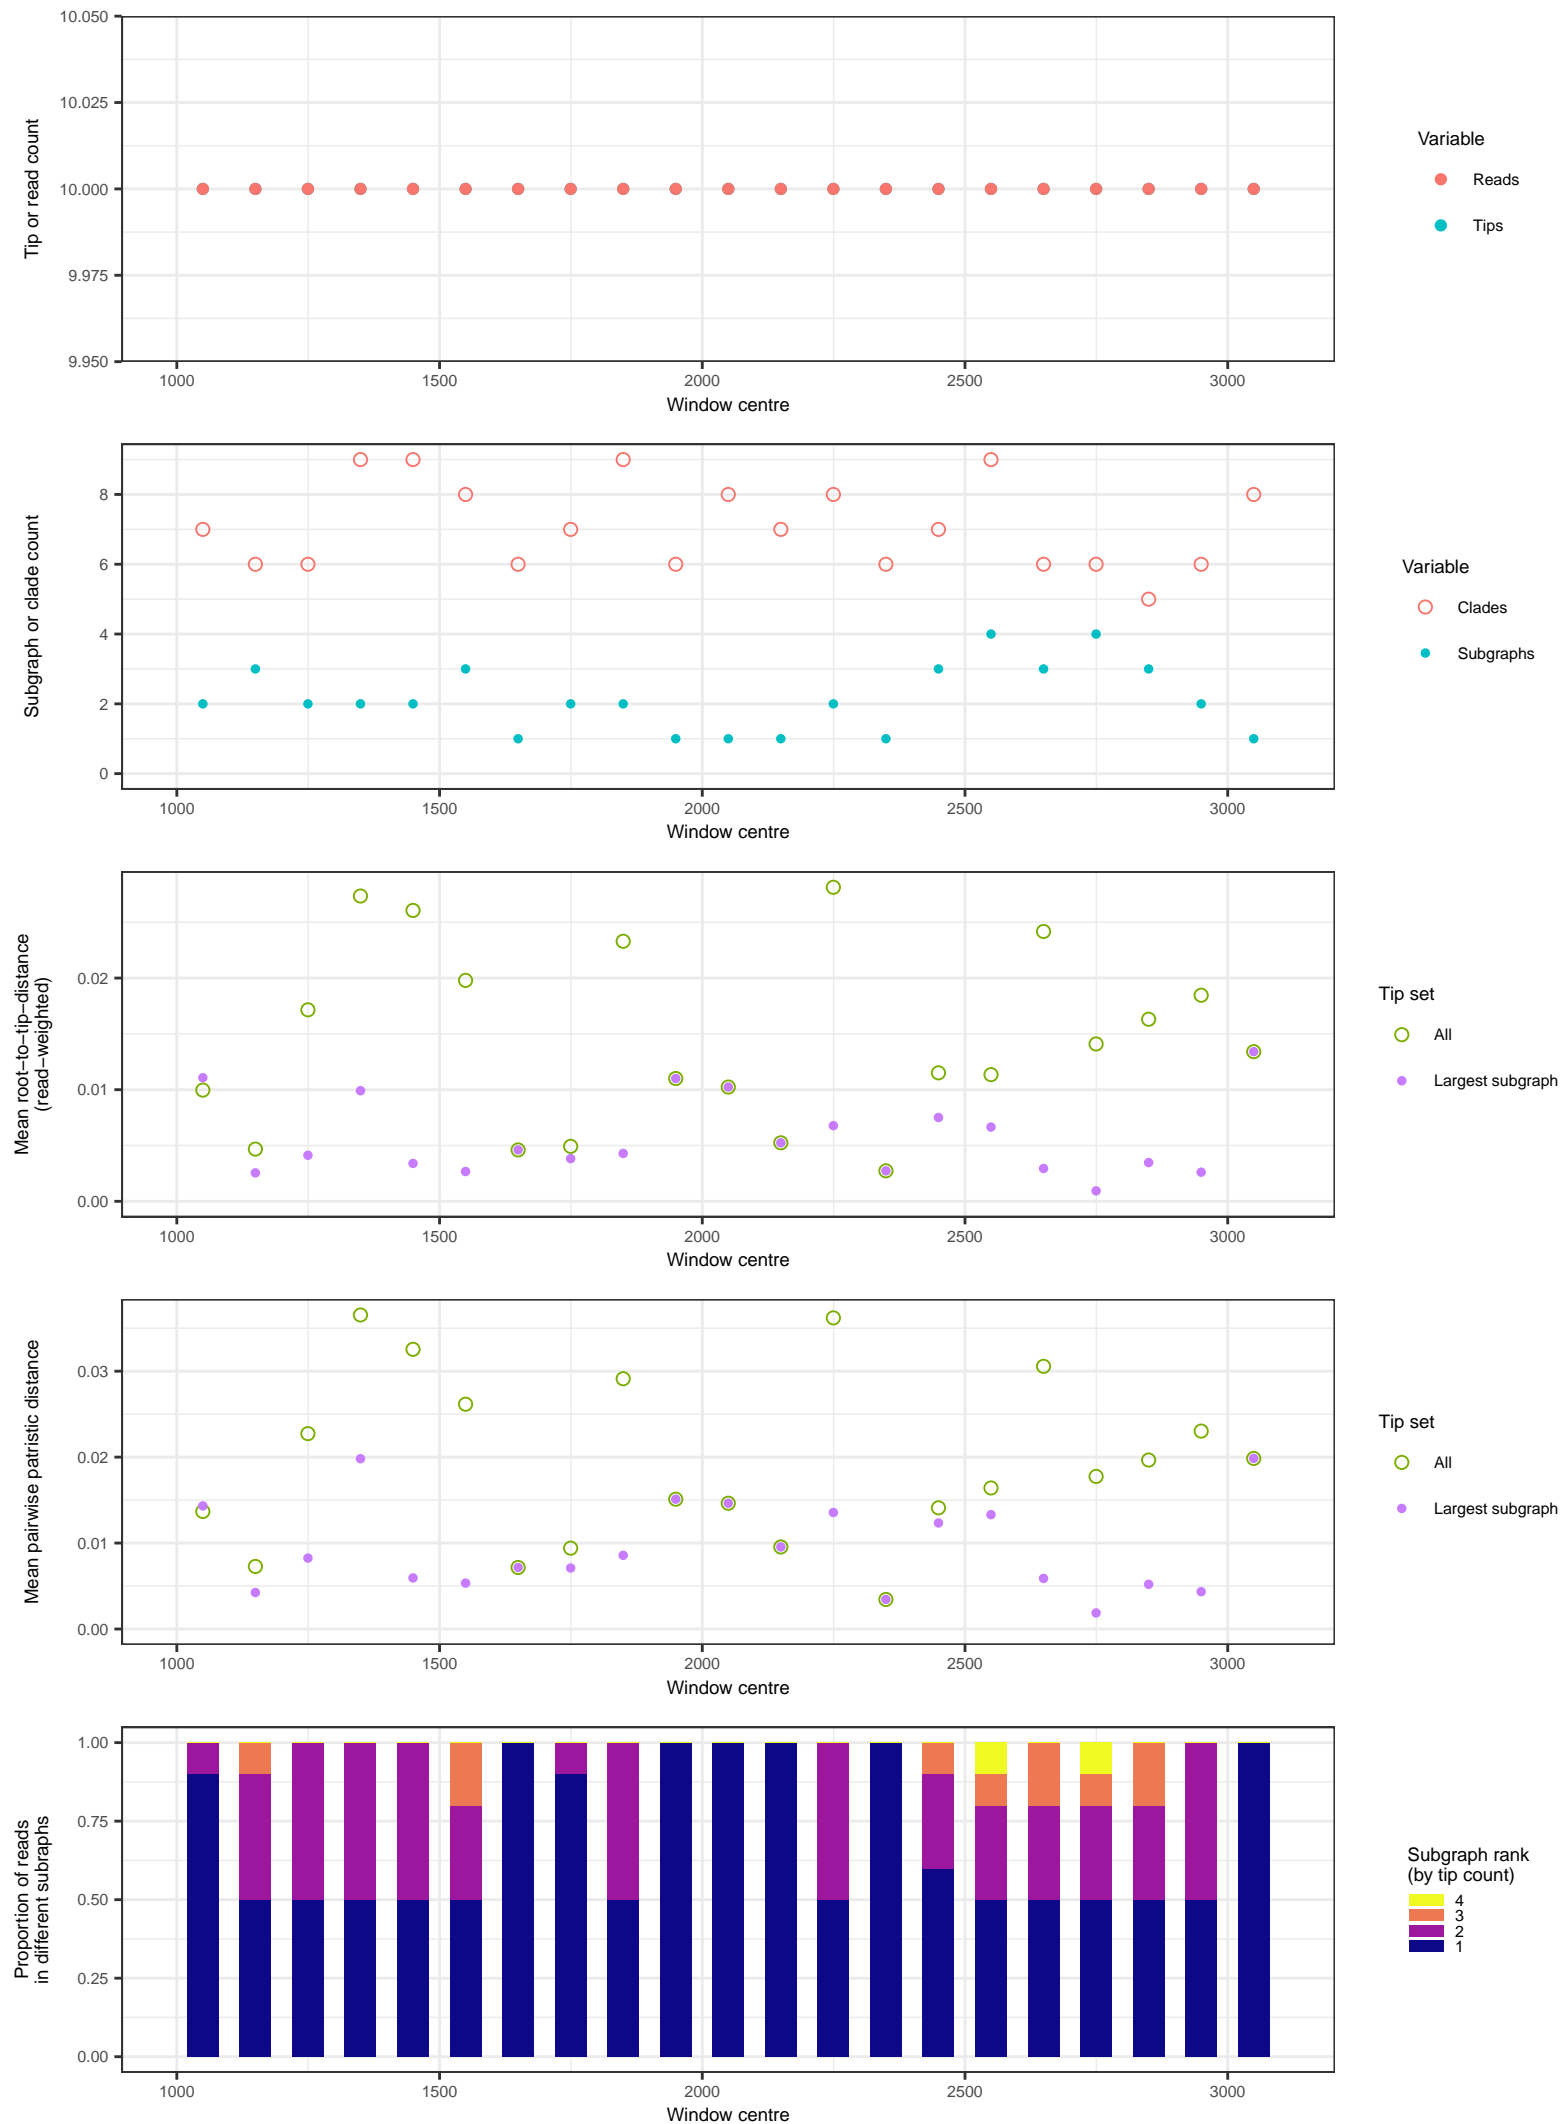 Tip or read count
10.050
10.025
10.000
9.975
9.950
1000 1500 2000 2500 3000
Window centre
Variable
Reads
Tips
Subgraph or clade count
8
6
4
2
0
1000 1500 2000 2500 3000
Window centre
Variable
Clades
Subgraphs
Mean root−to−tip−distance
(read−weighted)
0.02
0.01
0.00
1000 1500 2000 2500 3000
Window centre
Tip set
All
Largest subgraph
Mean pairwise patristic distance
0.03
0.02
0.01
0.00
1000 1500 2000 2500 3000
Window centre
Tip set
All
Largest subgraph
Proportion of reads
in different subraphs
1.00
0.75
0.50
0.25
0.00
1000 1500 2000 2500 3000
Window centre
Subgraph rank
(by tip count)
4
3
2
1